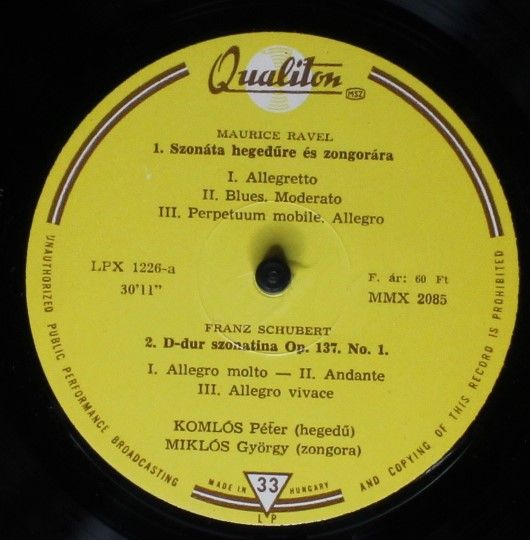 Qualiton
MSZ
MAURICE RAVEL
1. Szonáta hegedűre és zongorára
I. Allegretto
II. Blues. Moderato
III. Perpetuum mobile. Allegro
LPX 1226-a
30'11"
F. ár: 60 Ft
MMX 2085
FRANZ SCHUBERT
2. D-dur szonatina Op. 137. No. 1.
I. Allegro molto — II. Andante
III. Allegro vivace
KOMLÓS Péter (hegedű)
MIKLÓS György (zongora)
UNAUTHORIZED PUBLIC PERFORMANCE BROADCASTING
AND COPYING OF THIS RECORD IS PROHIBITED
MADE IN HUNGARY
33
LP